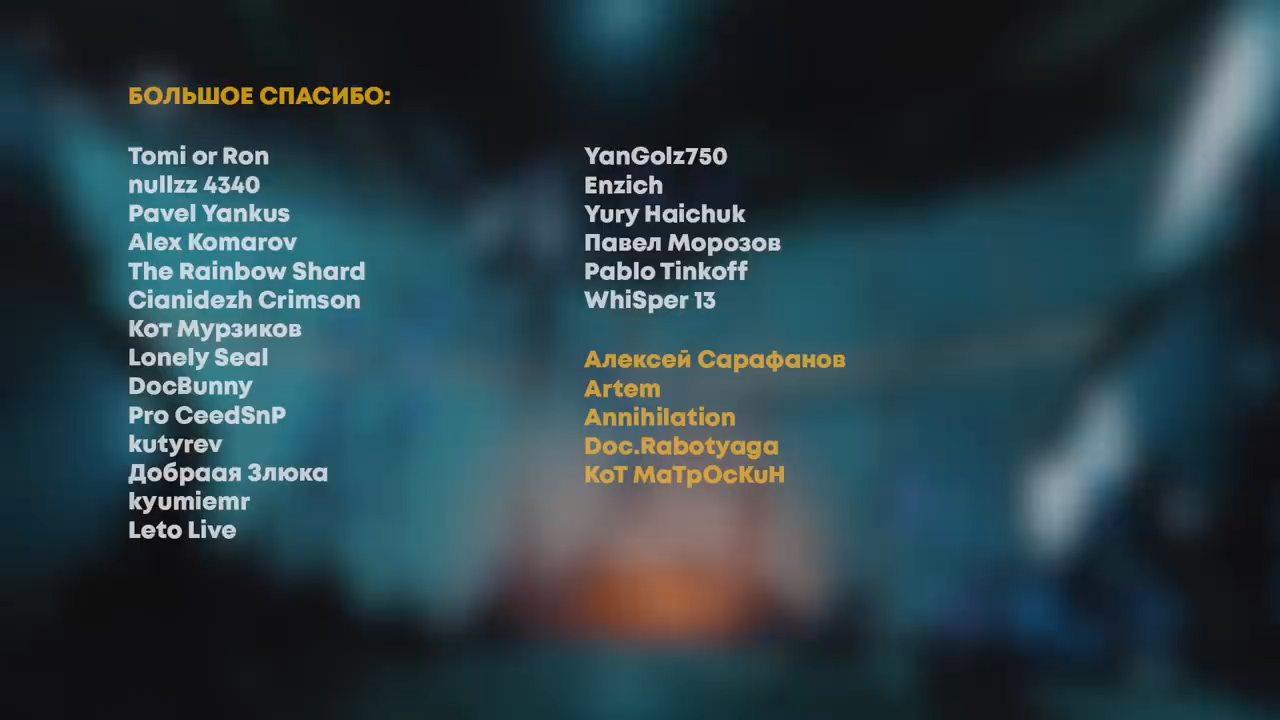 БОЛЬШОЕ СПАСИБО:
Tomi or Ron
nullzz 4340
Pavel Yankus
Alex Komarov
The Rainbow Shard
Cianidezh Crimson
Кот Мурзиков
Lonely Seal
DocBunny
Pro CeedSnP
kutyrev
Добраая Злюка
kyumiemr
Leto Live
YanGolz750
Enzich
Yury Haichuk
Павел Морозов
Pablo Tinkoff
WhiSper 13
Алексей Сарафанов
Artem
Annihilation
Doc.Rabotyaga
КоТ МаТрОсКиН